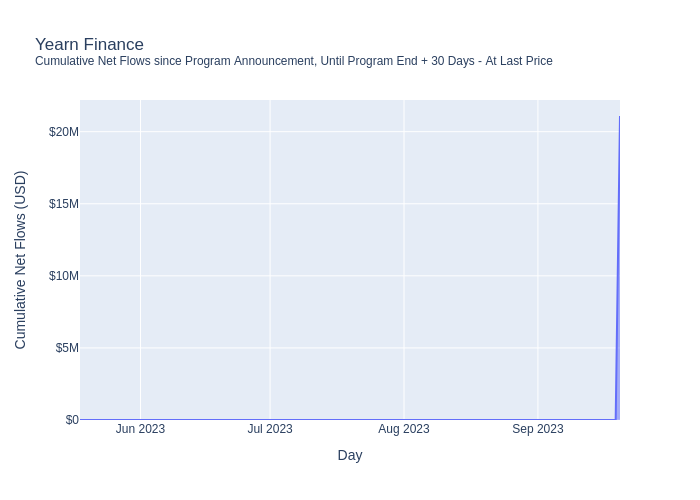 Yearn Finance
Cumulative Net Flows since Program Announcement, Until Program End + 30 Days - At Last Price
$20M
$15M
$10M
$5M
$0
Cumulative Net Flows (USD)
Jun 2023
Jul 2023
Aug 2023
Sep 2023
Day